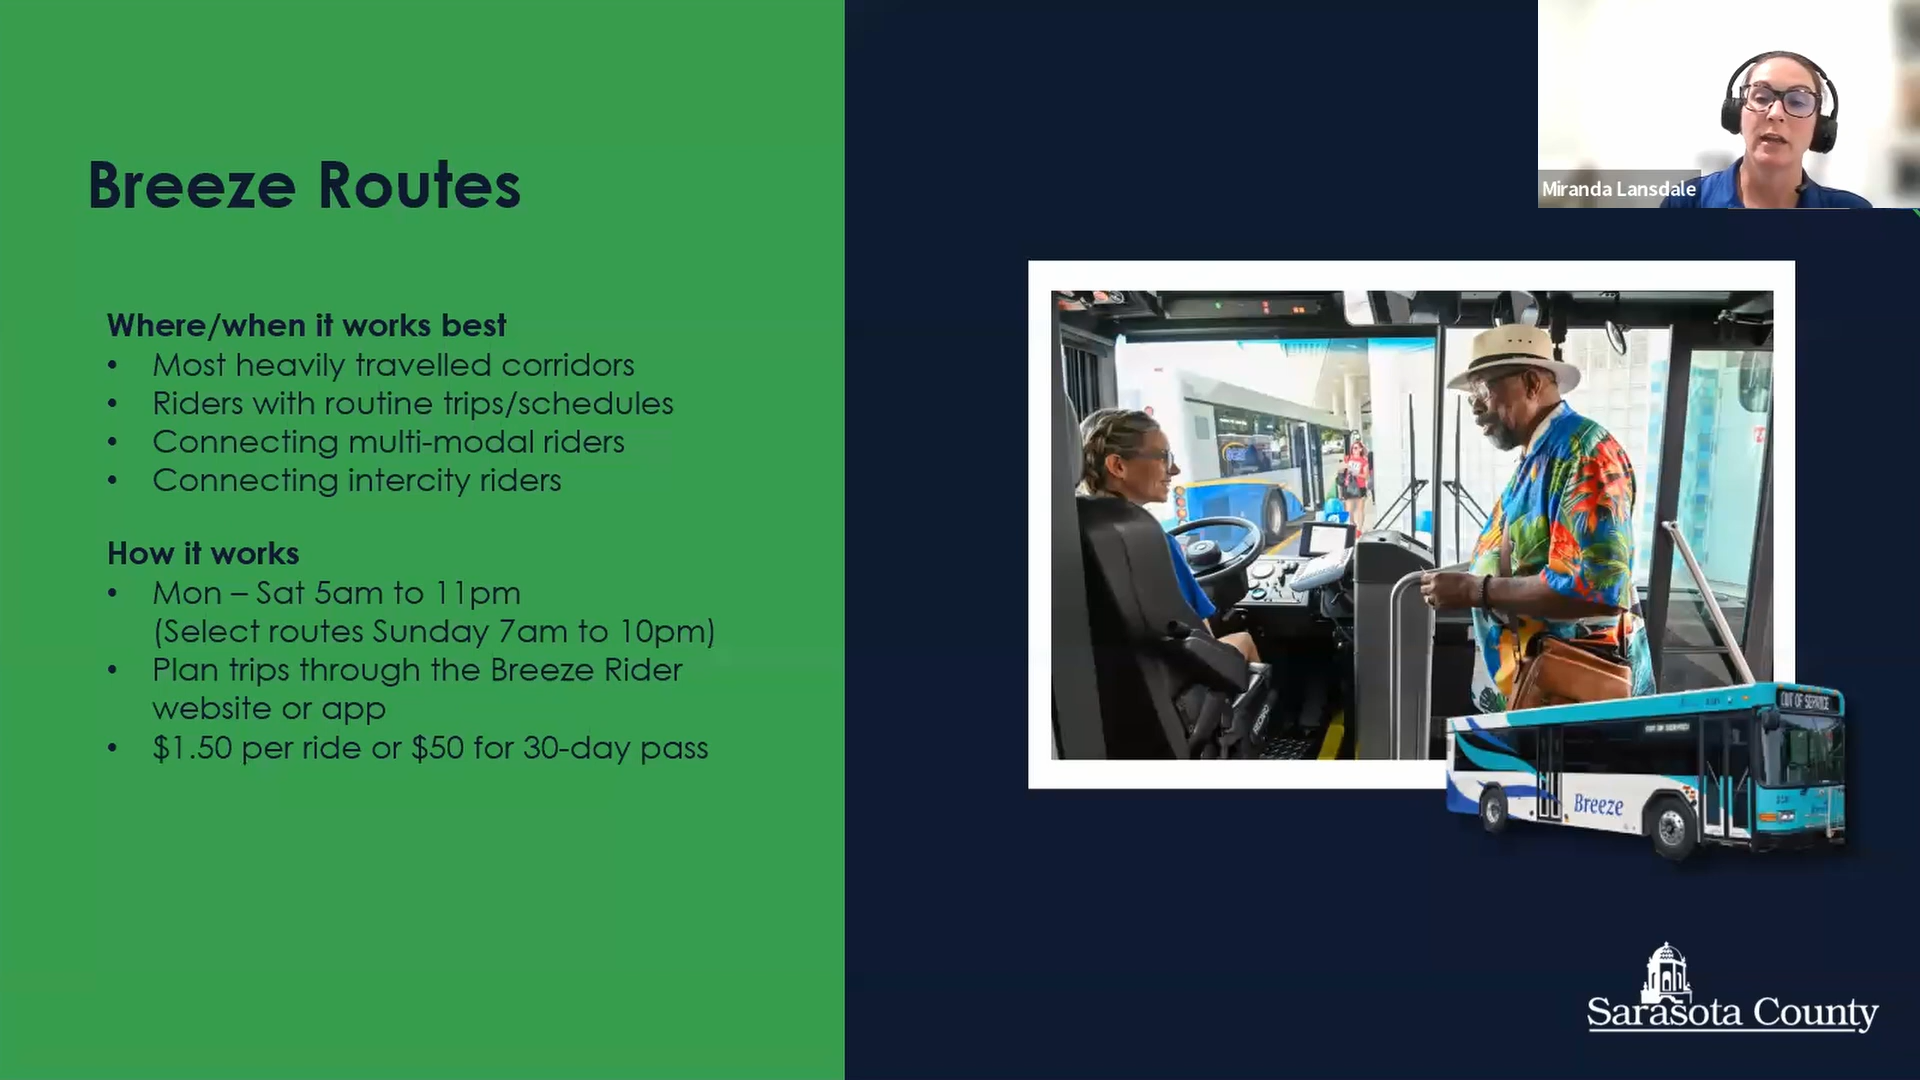 Breeze Routes
Where/when it works best
• Most heavily travelled corridors
• Riders with routine trips/schedules
• Connecting multi-modal riders
• Connecting intercity riders
How it works
• Mon – Sat 5am to 11pm
(Select routes Sunday 7am to 10pm)
• Plan trips through the Breeze Rider
website or app
• $1.50 per ride or $50 for 30-day pass
Miranda Lansdale
OUT OF SERVICE
OUT OF SERVICE
Breeze
Sarasota County